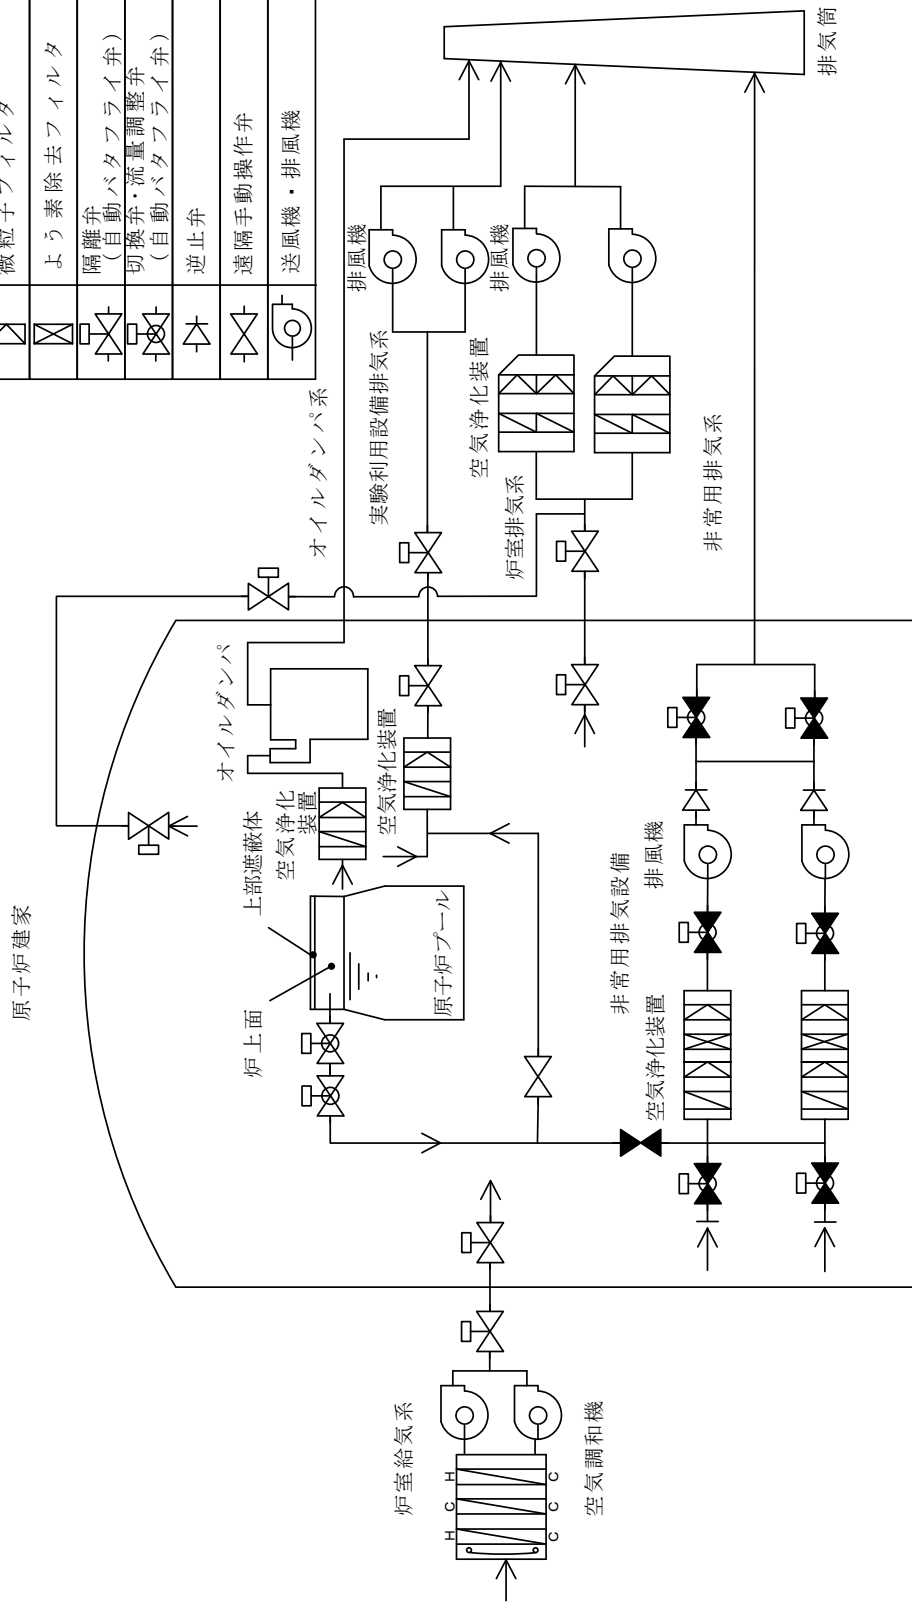 微粒子フィルタ
よう素除去フィルタ
隔離弁
(自動バタフライ弁)
切換弁・流量調整弁
(自動バタフライ弁)
逆止弁
遠隔手動操作弁
送風機・排風機
排気筒
排風機
排風機
オイルダンパ系
実験利用設備排気系
空気浄化装置
炉室排気系
非常用排気系
オイルダンパ
空気浄化装置
空気浄化
装置
上部遮蔽体
原子炉建家
炉上面
原子炉プール
非常用排気設備
排風機
空気浄化装置
炉室給気系
空気調和機
H
C
H
C
C
C